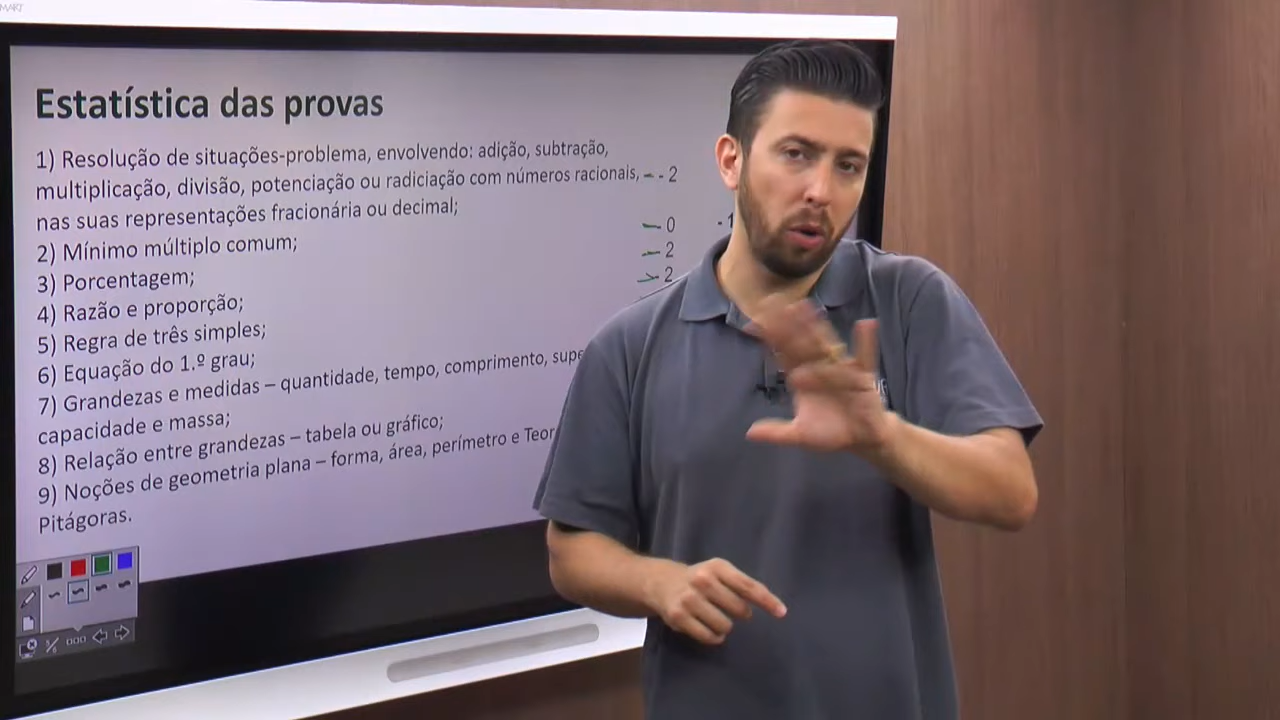 Estatística das provas
1) Resolução de situações-problema, envolvendo: adição, subtração,
multiplicação, divisão, potenciação ou radiciação com números racionais, - - 2
nas suas representações fracionária ou decimal;
- 0 - 1
2) Mínimo múltiplo comum;
- 2
3) Porcentagem;
2
4) Razão e proporção;
5) Regra de três simples;
6) Equação do 1.º grau;
7) Grandezas e medidas – quantidade, tempo, comprimento,
capacidade e massa;
8) Relação entre grandezas – tabela ou gráfico;
9) Noções de geometria plana – forma, área, perímetro e
Pitágoras.